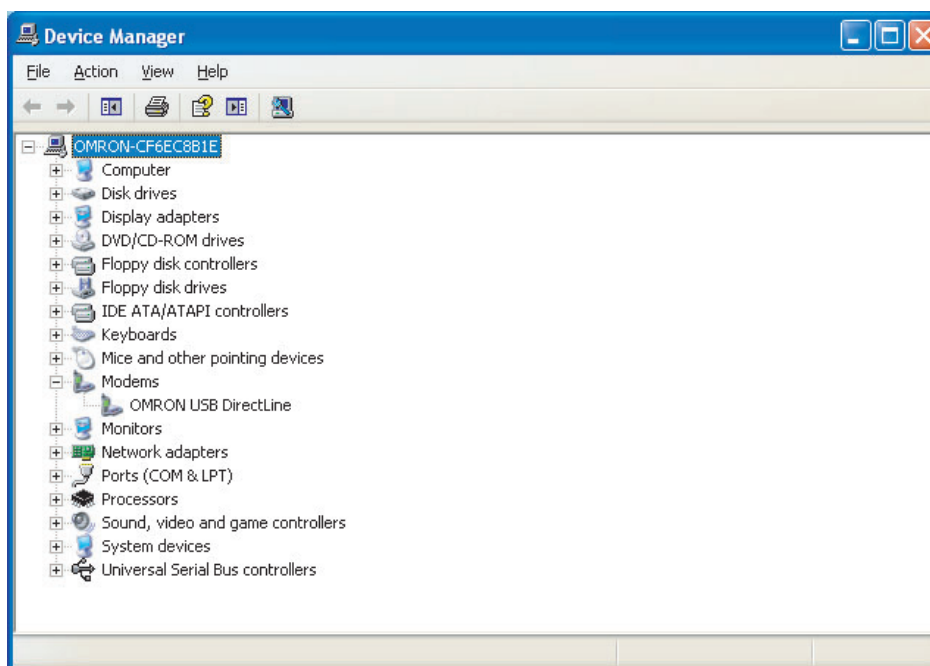 Device Manager
File Action View Help
OMRON-CF6EC8B1E
Computer
Disk drives
Display adapters
DVD/CD-ROM drives
Floppy disk controllers
Floppy disk drives
IDE ATA/ATAPI controllers
Keyboards
Mice and other pointing devices
Modems
OMRON USB DirectLine
Monitors
Network adapters
Ports (COM & LPT)
Processors
Sound, video and game controllers
System devices
Universal Serial Bus controllers